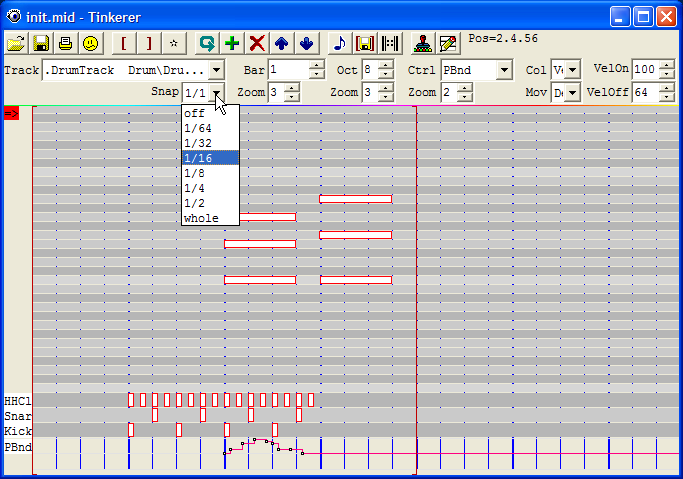 init.mid - Tinkerer
[ ] Pos=2.4.56
Track .DrumTrack Drum\Dru... Bar 1 Oct 8 Ctrl PBnd Col Ve VelOn 100
Snap 1/1 Zoom 3 Zoom 3 Zoom 2 Mov De VelOff 64
=>
off
1/64
1/32
1/16
1/8
1/4
1/2
whole
HHCl
Snar
Kick
PBnd